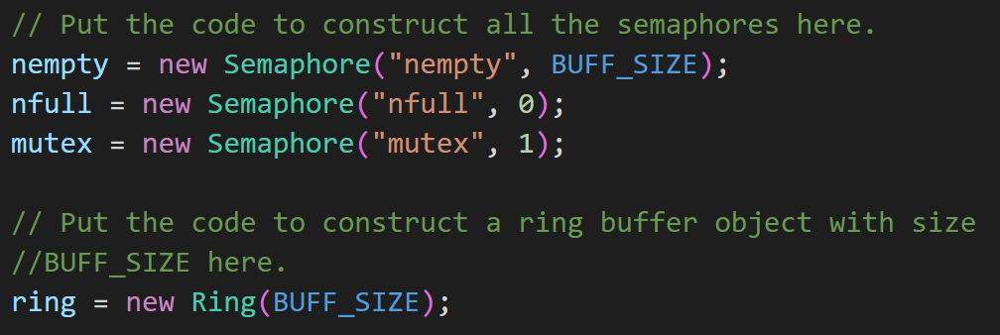 // Put the code to construct all the semaphores here.
nempty = new Semaphore("nempty", BUFF_SIZE);
nfull = new Semaphore("nfull", 0);
mutex = new Semaphore("mutex", 1);

// Put the code to construct a ring buffer object with size
//BUFF_SIZE here.
ring = new Ring(BUFF_SIZE);